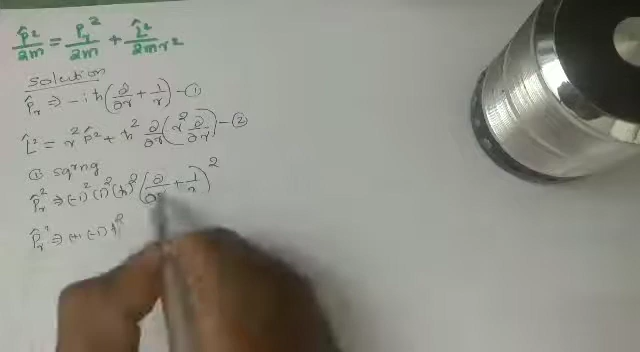 p̂²/2m = Pr²/2m + L̂²/2mr²
Solution
p̂r ⇒ -iħ(∂/∂r + 1/r) - ①
L̂² = r² p̂² + ħ² ∂/∂r (r² ∂/∂r) - ②
① sqrng
p̂r² ⇒ (-1)² (i)² (ħ)² (∂/∂r + 1/r)²
p̂r² ⇒ (+1) (-1) ħ²